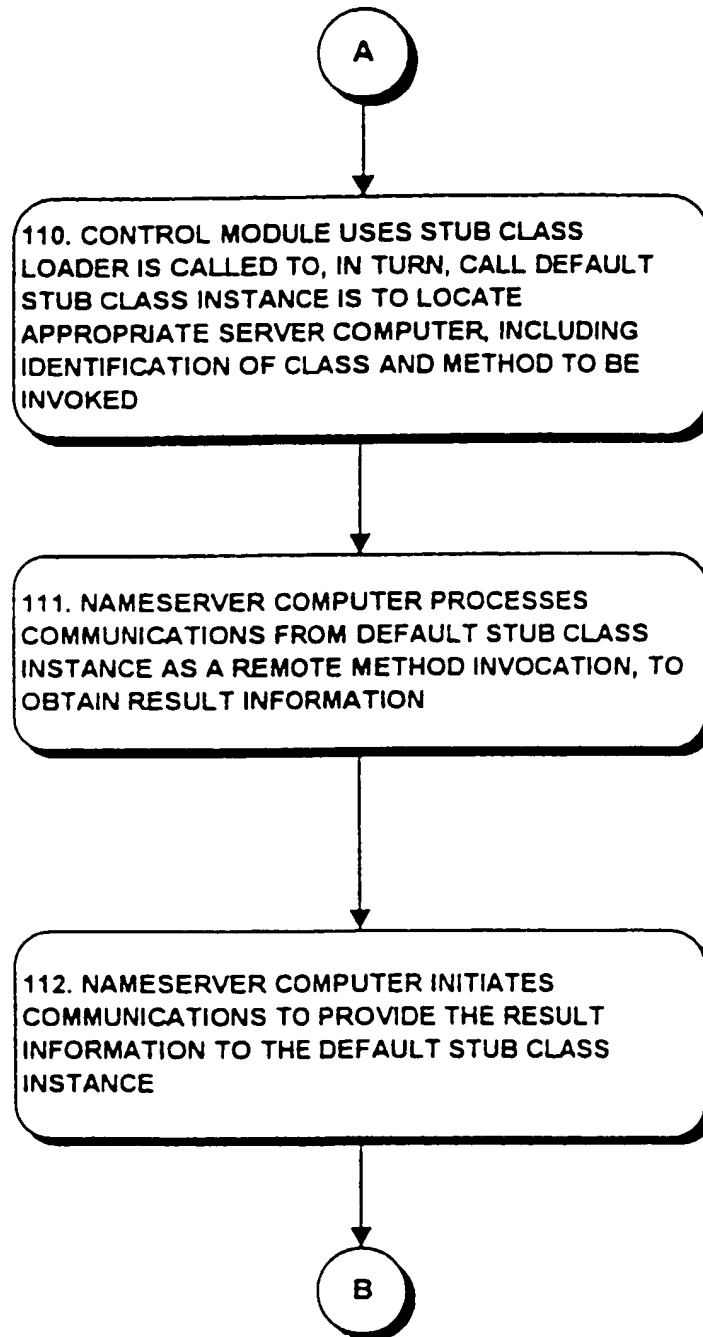 A
110. CONTROL MODULE USES STUB CLASS
LOADER IS CALLED TO, IN TURN, CALL DEFAULT
STUB CLASS INSTANCE IS TO LOCATE
APPROPRIATE SERVER COMPUTER, INCLUDING
IDENTIFICATION OF CLASS AND METHOD TO BE
INVOKED
111. NAMESERVER COMPUTER PROCESSES
COMMUNICATIONS FROM DEFAULT STUB CLASS
INSTANCE AS A REMOTE METHOD INVOCATION, TO
OBTAIN RESULT INFORMATION
112. NAMESERVER COMPUTER INITIATES
COMMUNICATIONS TO PROVIDE THE RESULT
INFORMATION TO THE DEFAULT STUB CLASS
INSTANCE
B